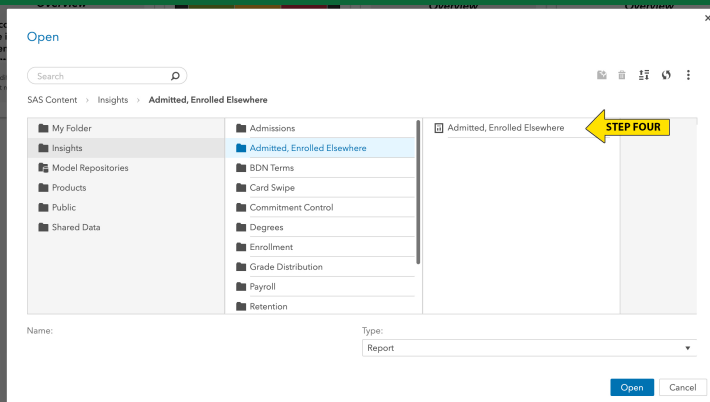 Overview
Overview
Overview
Open
Search
SAS Content > Insights > Admitted, Enrolled Elsewhere
My Folder
Insights
Model Repositories
Products
Public
Shared Data
Admissions
Admitted, Enrolled Elsewhere
BDN Terms
Card Swipe
Commitment Control
Degrees
Enrollment
Grade Distribution
Payroll
Retention
Admitted, Enrolled Elsewhere
STEP FOUR
Name:
Type:
Report
Open
Cancel